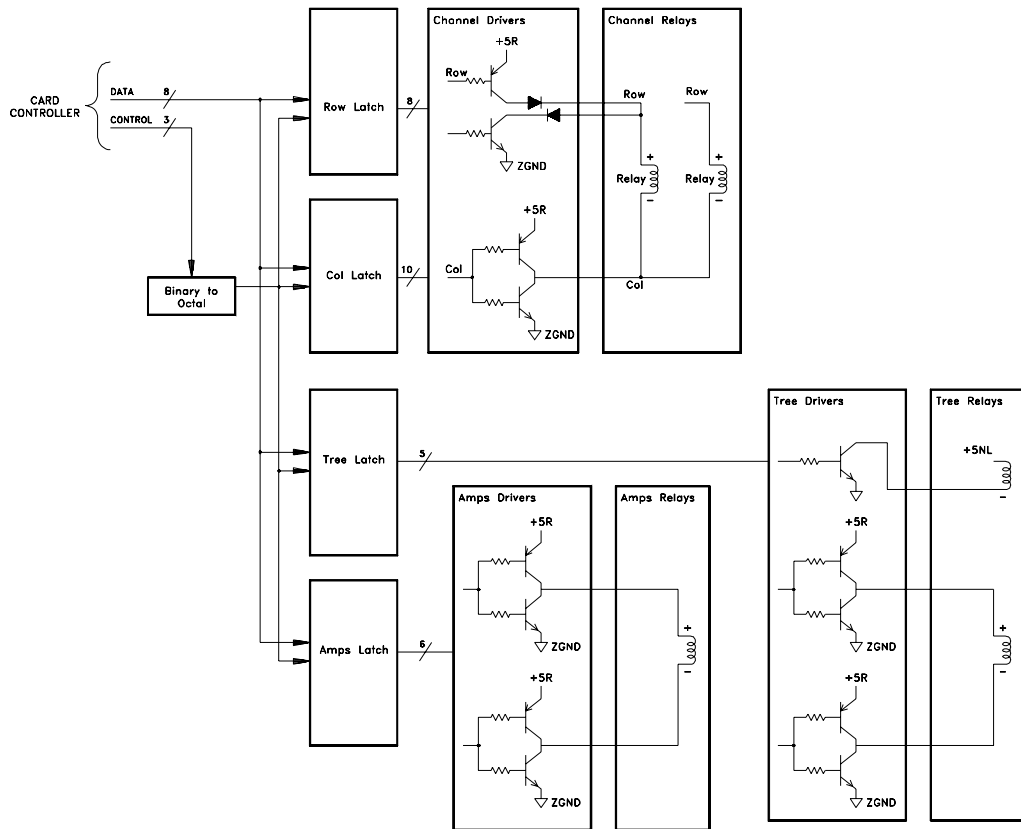 CARD
CONTROLLER
DATA
8
CONTROL
3
Binary to
Octal
Row Latch
8
Col Latch
10
Tree Latch
5
Amps Latch
6
Channel Drivers
+5R
Row
ZGND
+5R
Col
ZGND
Channel Relays
Row
Row
+
+
Relay
Relay
-
-
Col
Amps Drivers
+5R
ZGND
+5R
ZGND
Amps Relays
+
-
Tree Drivers
+5R
ZGND
+5R
ZGND
Tree Relays
+5NL
-
+
-